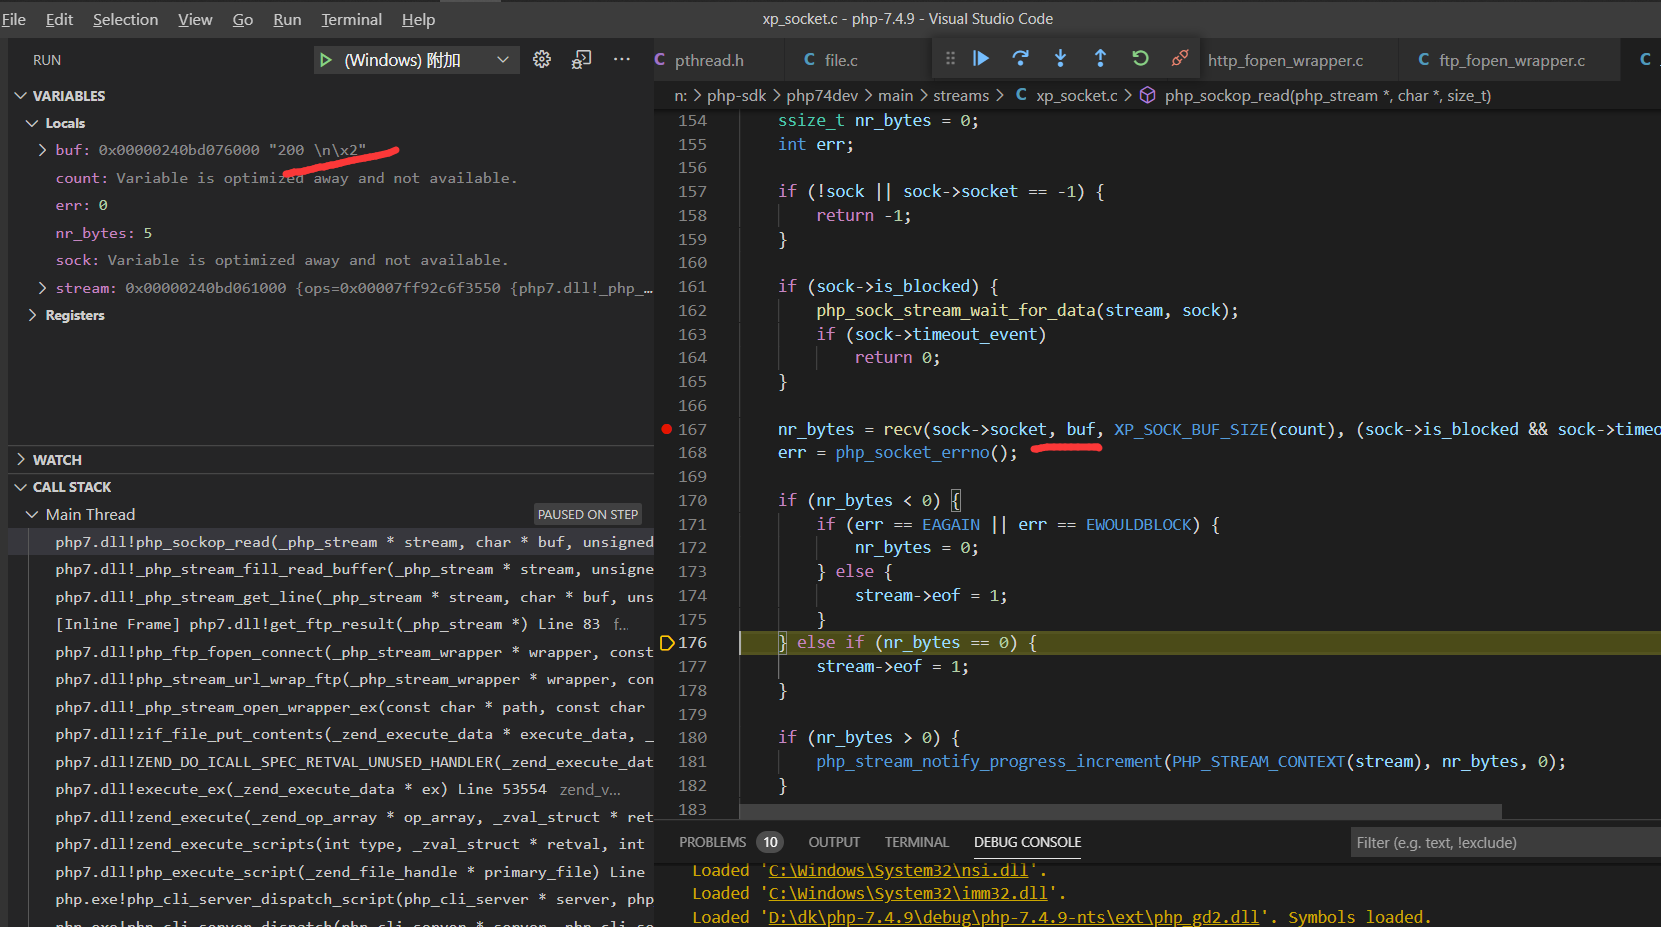 File Edit Selection View Go Run Terminal Help xp_socket.c - php-7.4.9 - Visual Studio Code
RUN (Windows) 附加 ...
VARIABLES
Locals
buf: 0x00000240bd076000 "200 \n\x2"
count: Variable is optimized away and not available.
err: 0
nr_bytes: 5
sock: Variable is optimized away and not available.
stream: 0x00000240bd061000 {ops=0x00007ff92c6f3550 {php7.dll!_php_…
Registers
WATCH
CALL STACK
Main Thread PAUSED ON STEP
php7.dll!php_sockop_read(_php_stream * stream, char * buf, unsigned
php7.dll!_php_stream_fill_read_buffer(_php_stream * stream, unsigne
php7.dll!_php_stream_get_line(_php_stream * stream, char * buf, uns
[Inline Frame] php7.dll!get_ftp_result(_php_stream *) Line 83 f…
php7.dll!php_ftp_fopen_connect(_php_stream_wrapper * wrapper, const
php7.dll!php_stream_url_wrap_ftp(_php_stream_wrapper * wrapper, con
php7.dll!_php_stream_open_wrapper_ex(const char * path, const char
php7.dll!zif_file_put_contents(_zend_execute_data * execute_data, _
php7.dll!ZEND_DO_ICALL_SPEC_RETVAL_UNUSED_HANDLER(_zend_execute_dat
php7.dll!execute_ex(_zend_execute_data * ex) Line 53554 zend_v…
php7.dll!zend_execute(_zend_op_array * op_array, _zval_struct * ret
php7.dll!zend_execute_scripts(int type, _zval_struct * retval, int
php7.dll!php_execute_script(_zend_file_handle * primary_file) Line
php.exe!php_cli_server_dispatch_script(php_cli_server * server, php
php.exe!php_cli_server_dispatch(php_cli_server * server, php_cli_se
C pthread.h C file.c http_fopen_wrapper.c C ftp_fopen_wrapper.c C
n: > php-sdk > php74dev > main > streams > C xp_socket.c > php_sockop_read(php_stream *, char *, size_t)
154 ssize_t nr_bytes = 0;
155 int err;
156
157 if (!sock || sock->socket == -1) {
158 return -1;
159 }
160
161 if (sock->is_blocked) {
162 php_sock_stream_wait_for_data(stream, sock);
163 if (sock->timeout_event)
164 return 0;
165 }
166
167 nr_bytes = recv(sock->socket, buf, XP_SOCK_BUF_SIZE(count), (sock->is_blocked && sock->timeo
168 err = php_socket_errno();
169
170 if (nr_bytes < 0) {
171 if (err == EAGAIN || err == EWOULDBLOCK) {
172 nr_bytes = 0;
173 } else {
174 stream->eof = 1;
175 }
176 } else if (nr_bytes == 0) {
177 stream->eof = 1;
178 }
179
180 if (nr_bytes > 0) {
181 php_stream_notify_progress_increment(PHP_STREAM_CONTEXT(stream), nr_bytes, 0);
182 }
183
PROBLEMS 10 OUTPUT TERMINAL DEBUG CONSOLE Filter (e.g. text, !exclude)
Loaded 'C:\Windows\System32\nsi.dll'.
Loaded 'C:\Windows\System32\imm32.dll'.
Loaded 'D:\dk\php-7.4.9\debug\php-7.4.9-nts\ext\php_gd2.dll'. Symbols loaded.